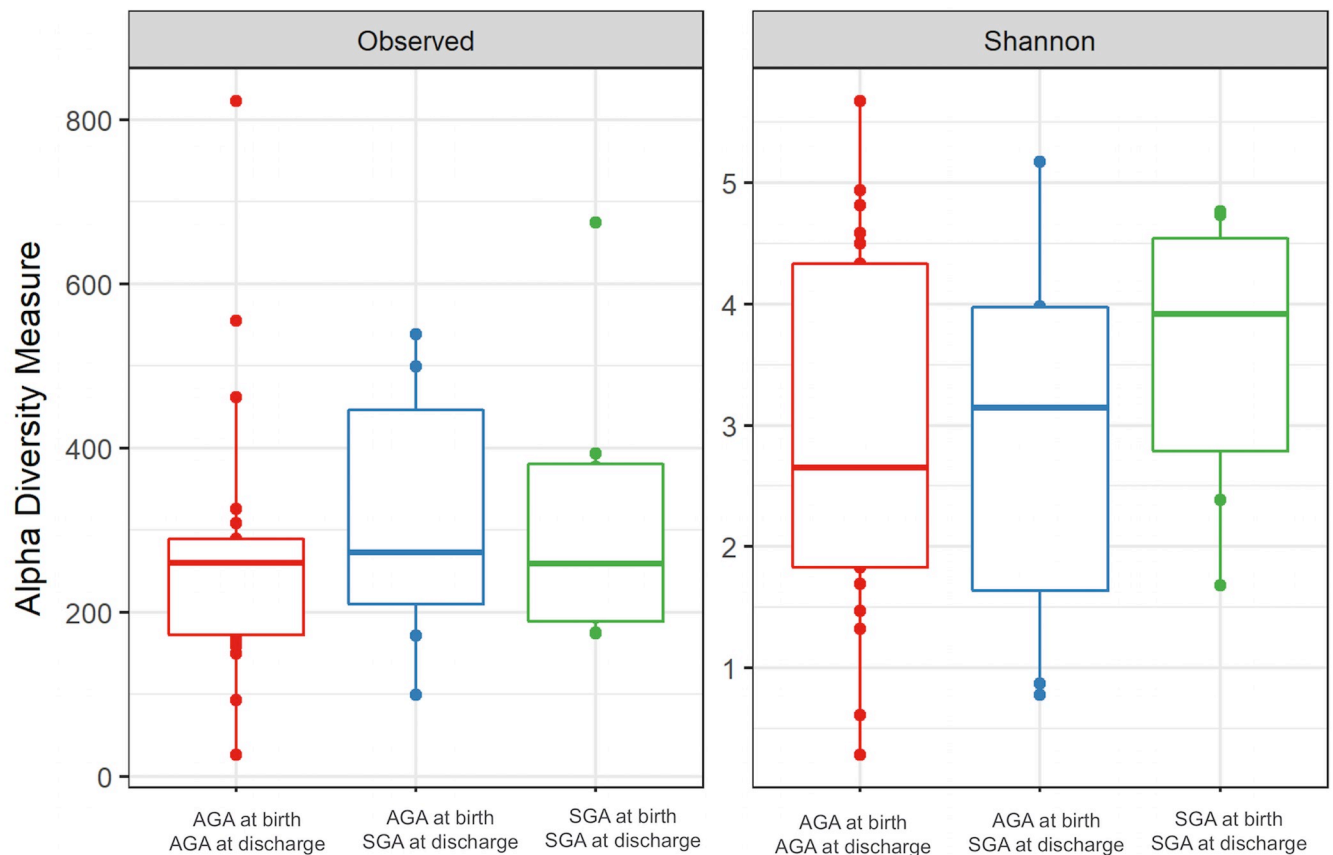 Observed
Shannon
Alpha Diversity Measure
800
600
400
200
0
5
4
3
2
1
AGA at birth
AGA at discharge
AGA at birth
SGA at discharge
SGA at birth
SGA at discharge
AGA at birth
AGA at discharge
AGA at birth
SGA at discharge
SGA at birth
SGA at discharge